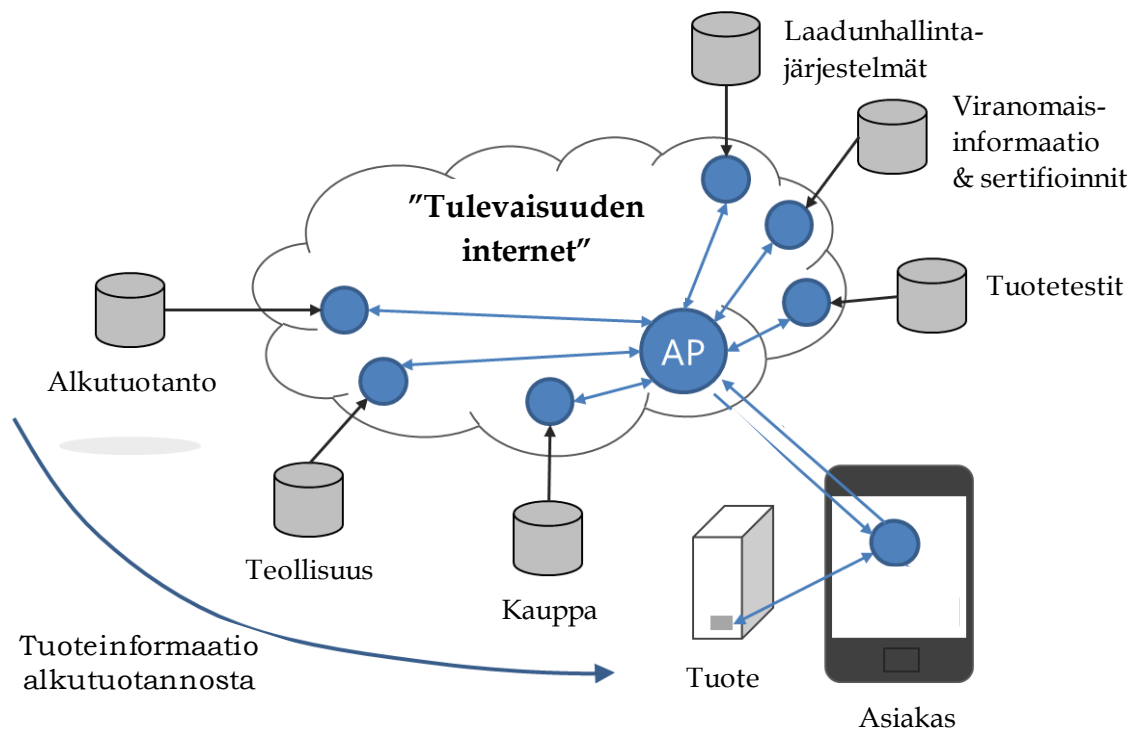 Laadunhallinta-
järjestelmät
Viranomais-
informaatio
& sertifioinnit
”Tulevaisuuden
internet”
Tuotetestit
AP
Alkutuotanto
Teollisuus
Kauppa
Tuoteinformaatio
alkutuotannosta
Tuote
Asiakas